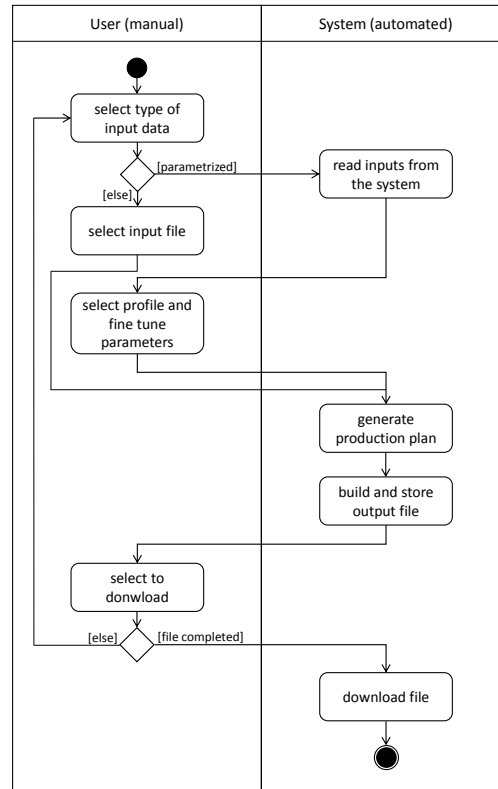 User (manual)
System (automated)
select type of
input data
[parametrized]
read inputs from
the system
[else]
select input file
select profile and
fine tune
parameters
generate
production plan
build and store
output file
select to
donwload
[else]
[file completed]
download file